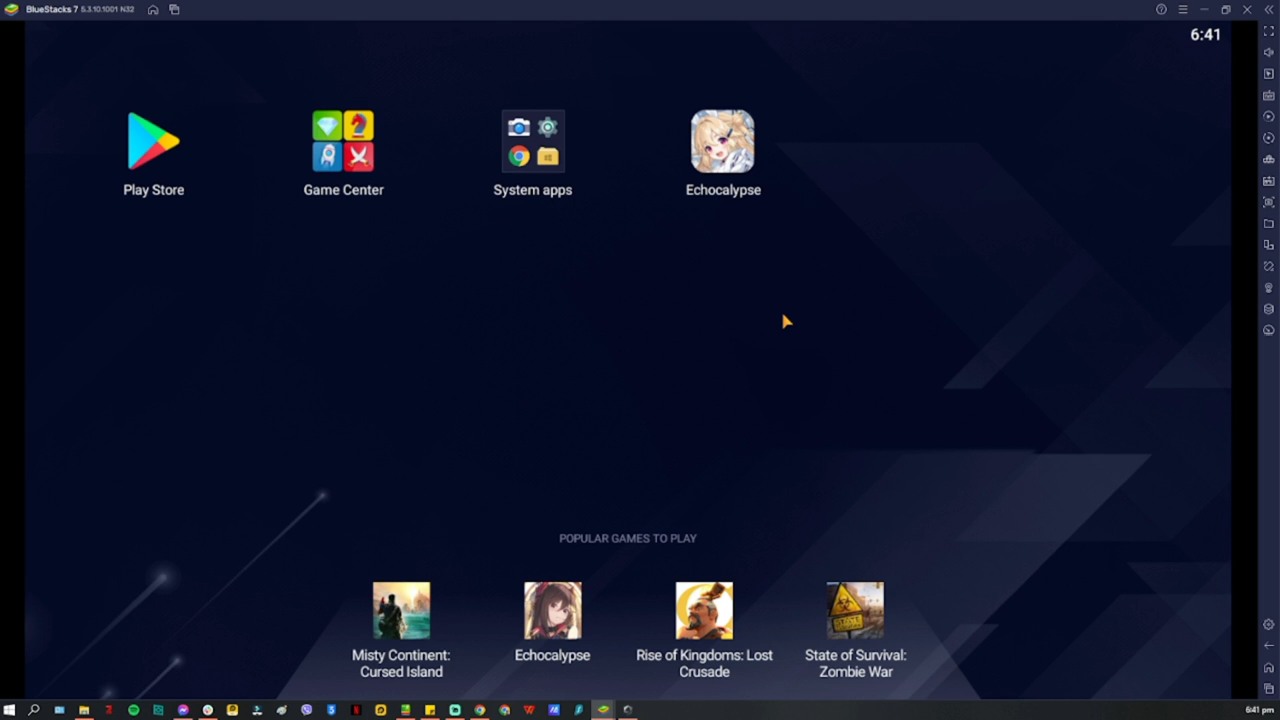 BlueStacks 7 5.3.10.1001 N32
6:41
Play Store
Game Center
System apps
Echocalypse
POPULAR GAMES TO PLAY
Misty Continent:
Cursed Island
Echocalypse
Rise of Kingdoms: Lost
Crusade
State of Survival:
Zombie War
6:41 pm